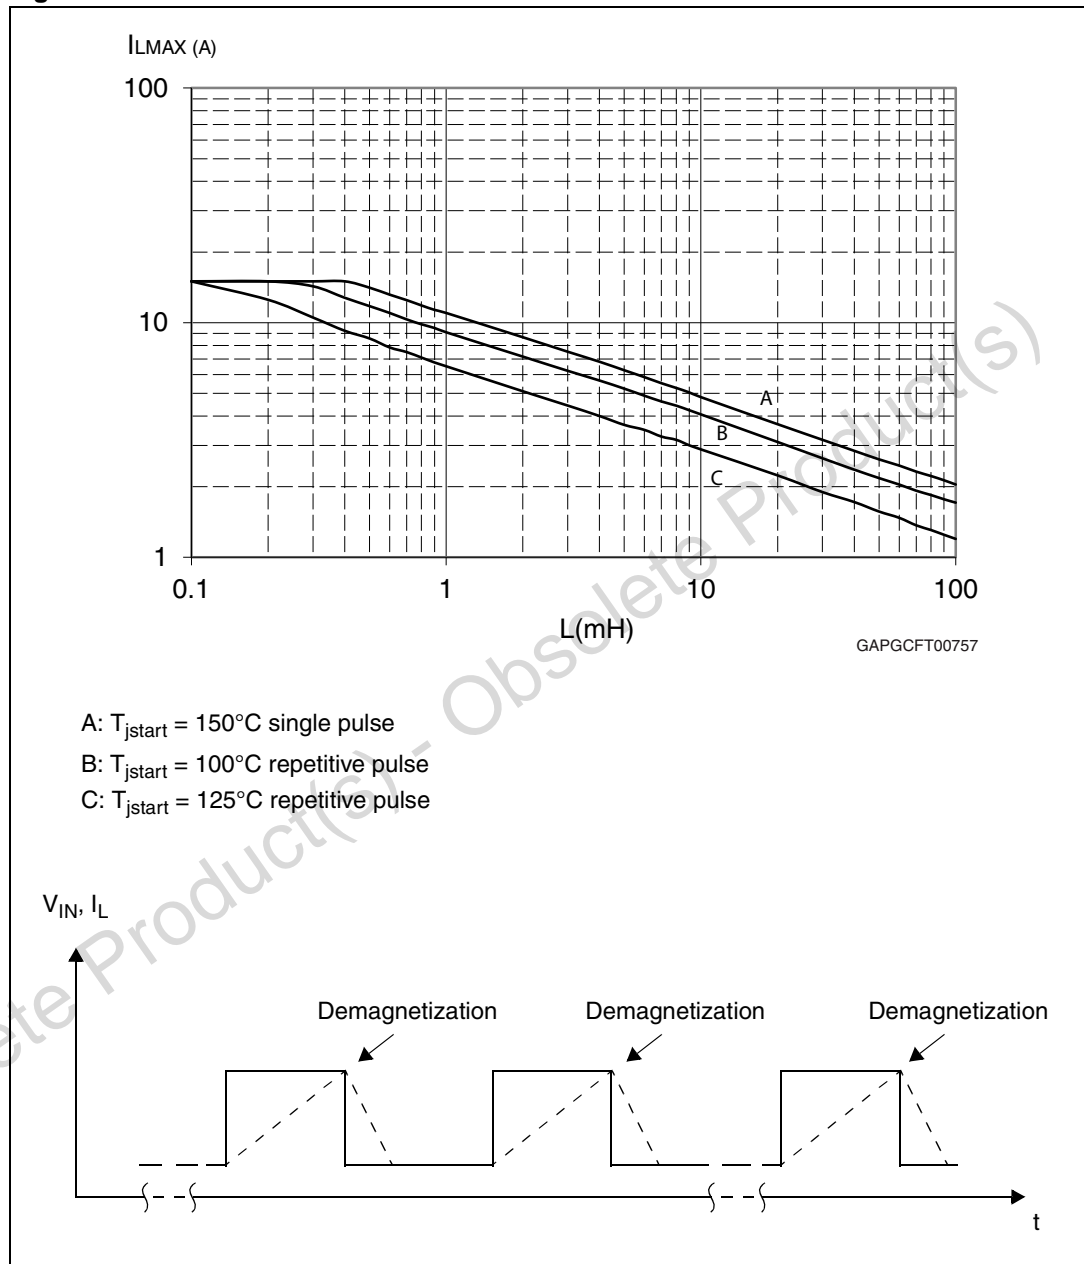 ILMAX (A)
100
10
1
A
B
C
0.1 1 10 100
L(mH)
GAPGCFT00757
A: Tjstart = 150°C single pulse
B: Tjstart = 100°C repetitive pulse
C: Tjstart = 125°C repetitive pulse
VIN, IL
Demagnetization Demagnetization Demagnetization
t
ete Product(s) - Obsolete Product(s)